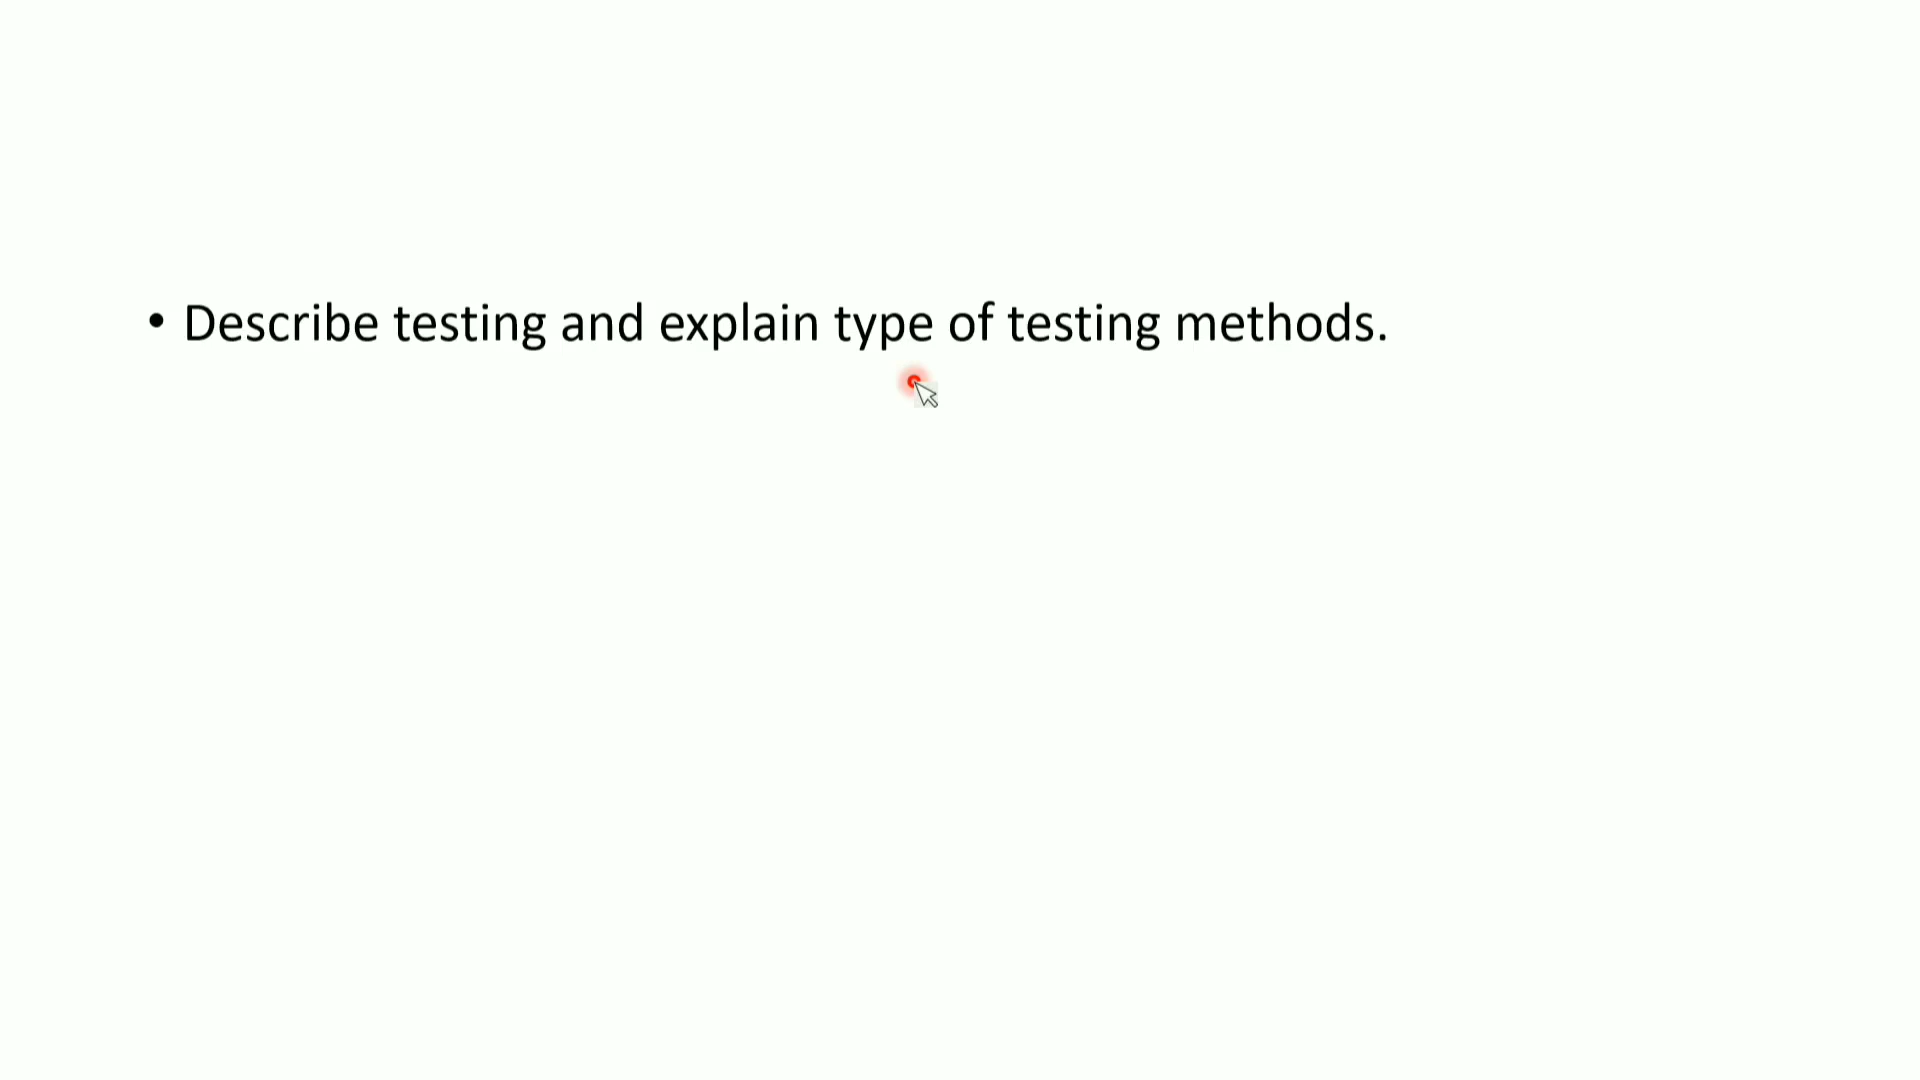 • Describe testing and explain type of testing methods.